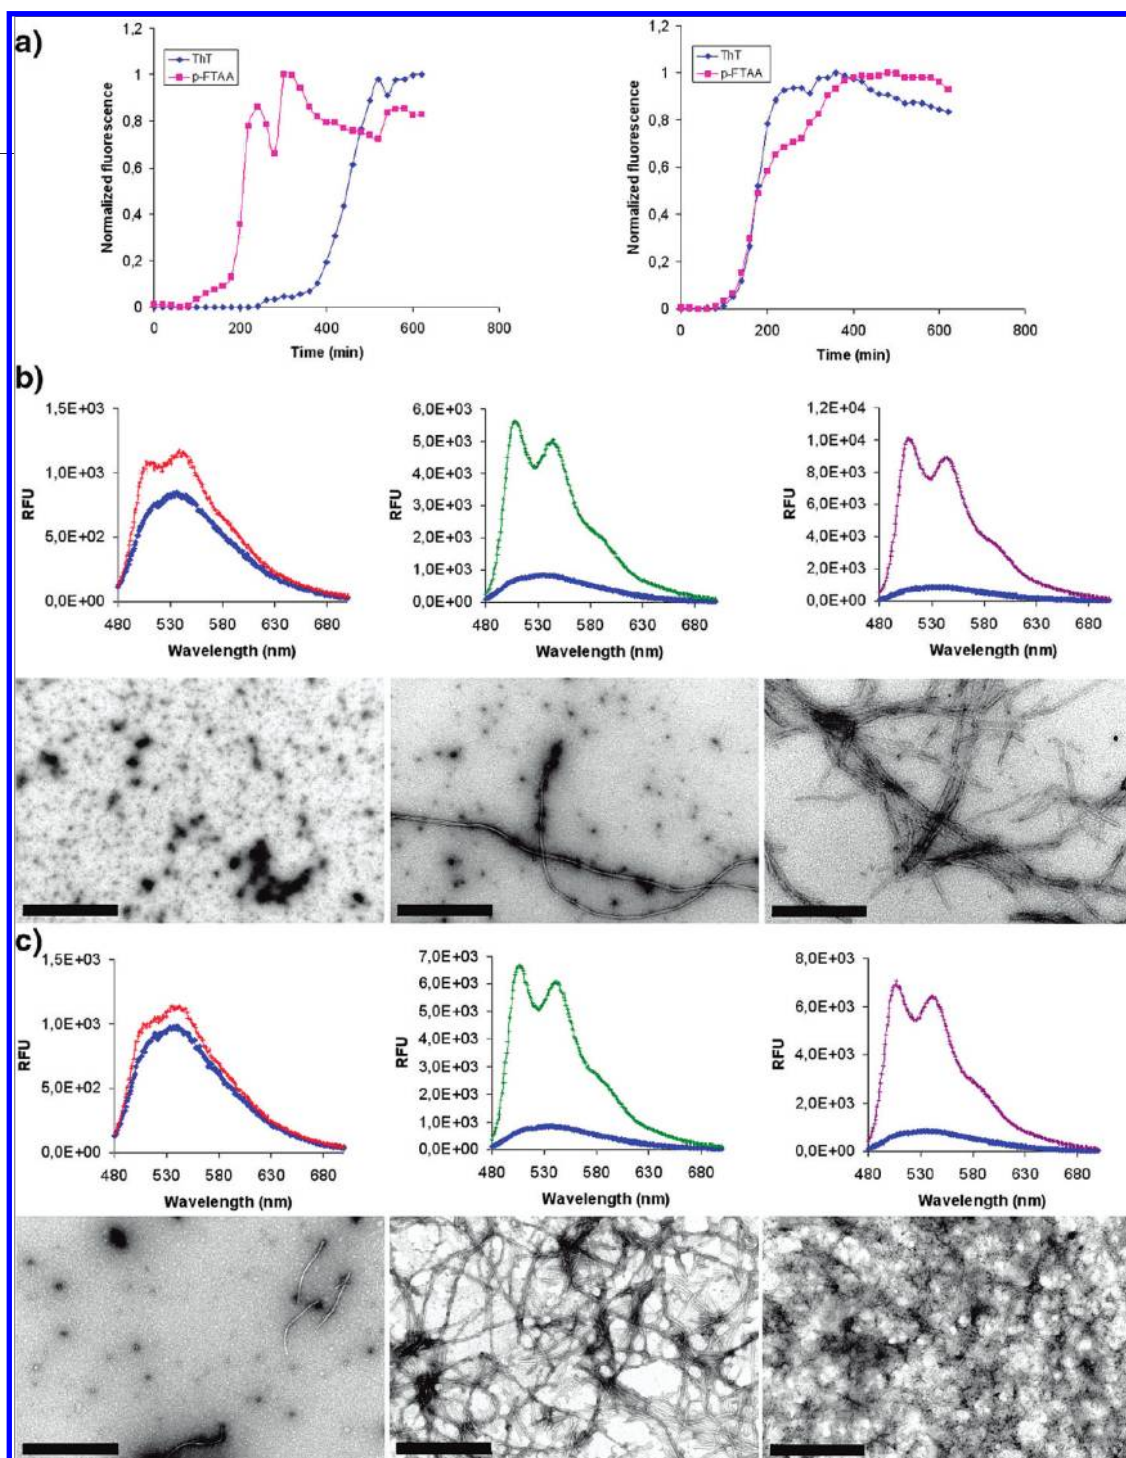 a)
1,2
1
0,8
0,6
0,4
0,2
0
Normalized fluorescence
ThT
p-FTAA
0 200 400 600 800
Time (min)
1,2
1
0,8
0,6
0,4
0,2
0
Normalized fluorescence
ThT
p-FTAA
0 200 400 600 800
Time (min)
b)
1,5E+03
1,0E+03
5,0E+02
0,0E+00
RFU
480 530 580 630 680
Wavelength (nm)
6,0E+03
5,0E+03
4,0E+03
3,0E+03
2,0E+03
1,0E+03
0,0E+00
RFU
480 530 580 630 680
Wavelength (nm)
1,2E+04
1,0E+04
8,0E+03
6,0E+03
4,0E+03
2,0E+03
0,0E+00
RFU
480 530 580 630 680
Wavelength (nm)
c)
1,5E+03
1,0E+03
5,0E+02
0,0E+00
RFU
480 530 580 630 680
Wavelength (nm)
7,0E+03
6,0E+03
5,0E+03
4,0E+03
3,0E+03
2,0E+03
1,0E+03
0,0E+00
RFU
480 530 580 630 680
Wavelength (nm)
8,0E+03
6,0E+03
4,0E+03
2,0E+03
0,0E+00
RFU
480 530 580 630 680
Wavelength (nm)